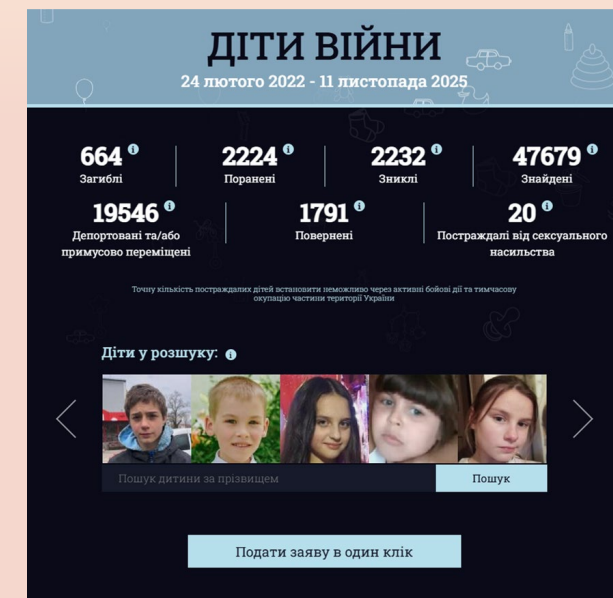 ДІТИ ВІЙНИ
24 лютого 2022 - 11 листопада 2025
664
Загиблі
2224
Поранені
2232
Зниклі
47679
Знайдені
19546
Депортовані та/або
примусово переміщені
1791
Повернені
20
Постраждалі від сексуального
насильства
Точну кількість постраждалих дітей встановити неможливо через активні бойові дії та тимчасову
окупацію частини території України
Діти у розшуку:
Пошук дитини за прізвищем
Пошук
Подати заяву в один клік